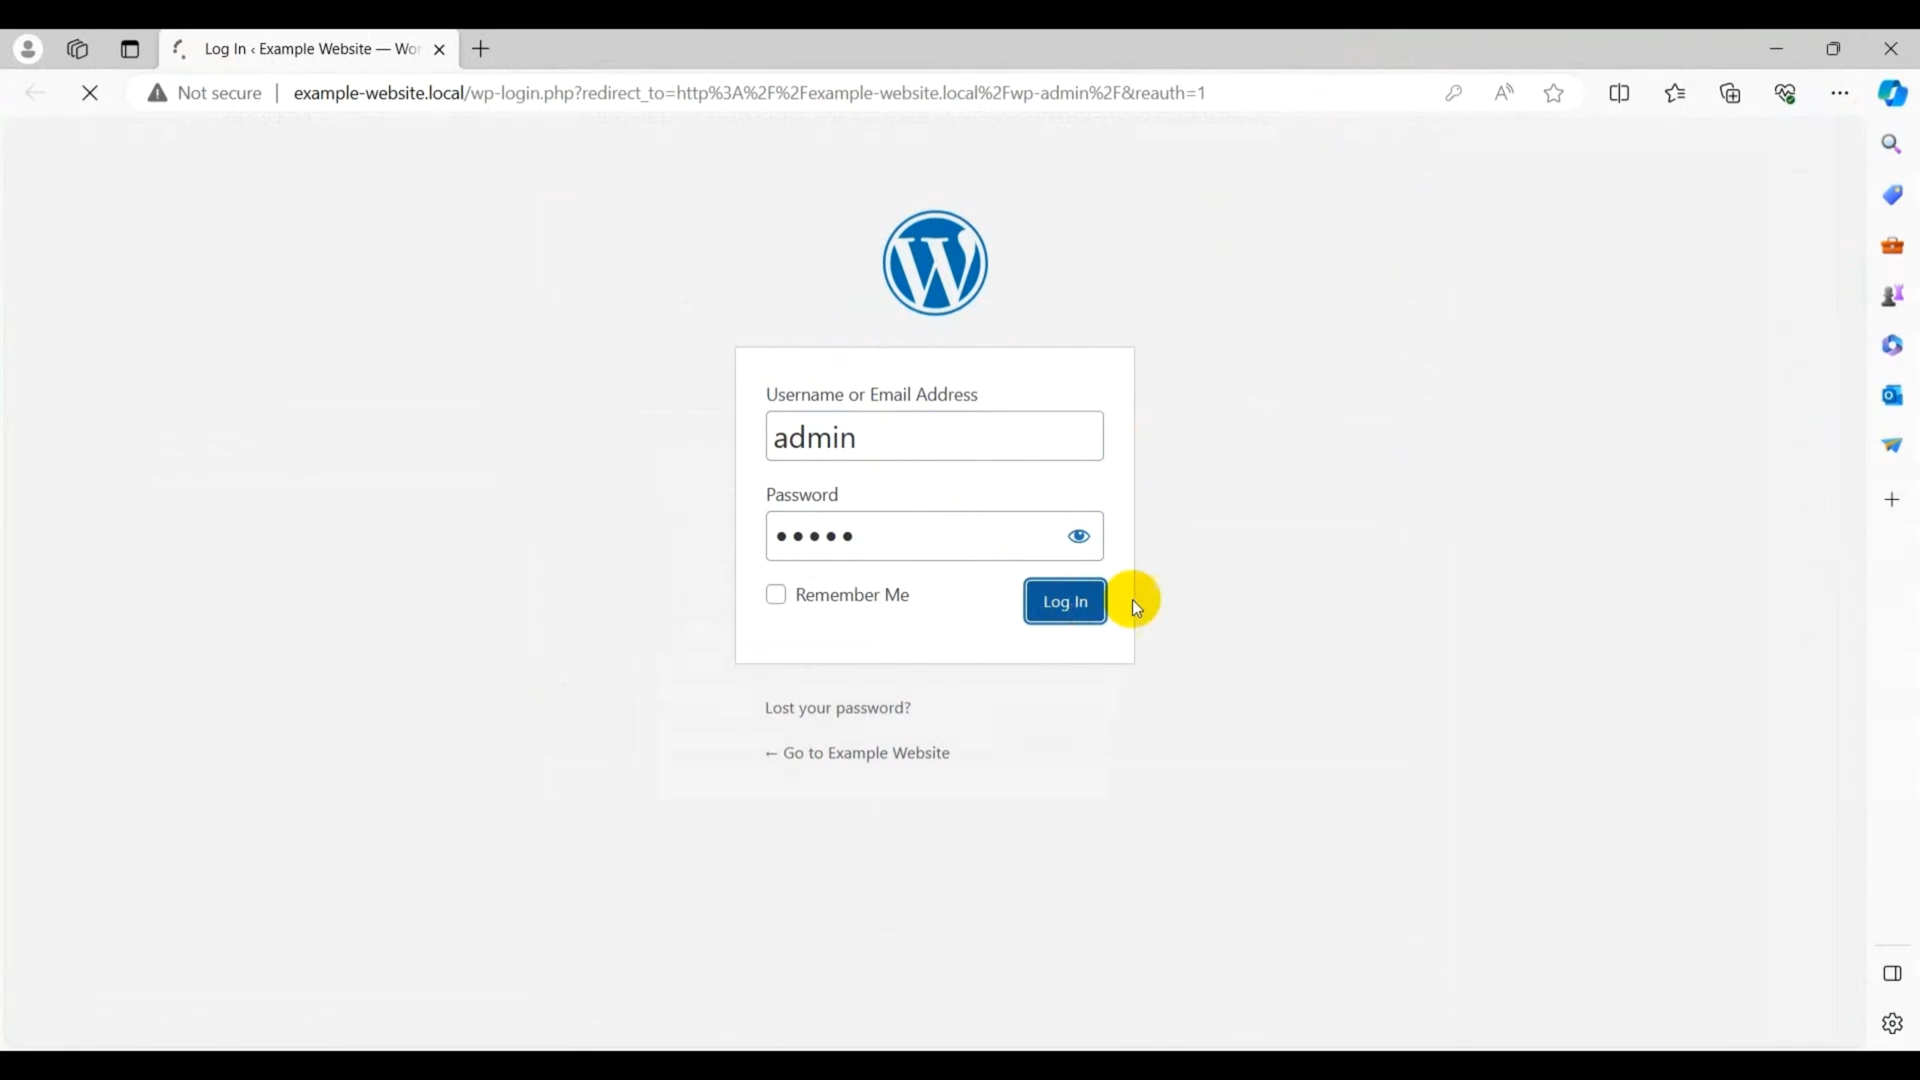 Log In ‹ Example Website — Wor
Not secure
example-website.local/wp-login.php?redirect_to=http%3A%2F%2Fexample-website.local%2Fwp-admin%2F&reauth=1
Username or Email Address
admin
Password
Remember Me
Log In
Lost your password?
← Go to Example Website